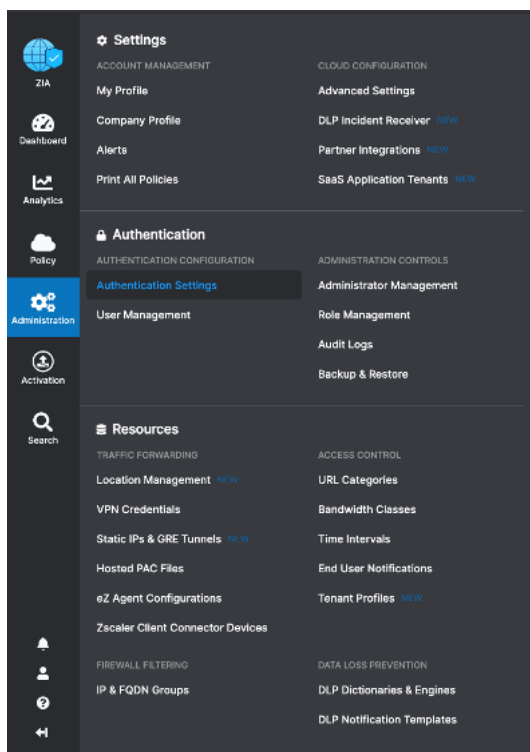 ZIA
Dashboard
Analytics
Policy
Administration
Activation
Search
Settings
ACCOUNT MANAGEMENT
My Profile
Company Profile
Alerts
Print All Policies
CLOUD CONFIGURATION
Advanced Settings
DLP Incident Receiver NEW
Partner Integrations NEW
SaaS Application Tenants NEW
Authentication
AUTHENTICATION CONFIGURATION
Authentication Settings
User Management
ADMINISTRATION CONTROLS
Administrator Management
Role Management
Audit Logs
Backup & Restore
Resources
TRAFFIC FORWARDING
Location Management NEW
VPN Credentials
Static IPs & GRE Tunnels NEW
Hosted PAC Files
eZ Agent Configurations
Zscaler Client Connector Devices
ACCESS CONTROL
URL Categories
Bandwidth Classes
Time Intervals
End User Notifications
Tenant Profiles NEW
FIREWALL FILTERING
IP & FQDN Groups
DATA LOSS PREVENTION
DLP Dictionaries & Engines
DLP Notification Templates